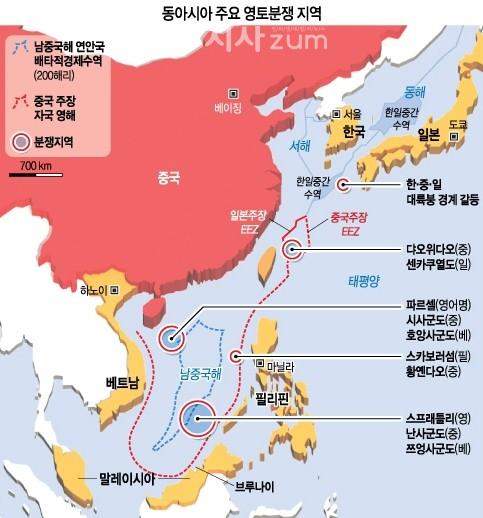 동아시아 주요 영토분쟁 지역
시사zum
남중국해 연안국
배타적경제수역
(200해리)
중국 주장
자국 영해
분쟁지역
700 km
베이징
서울
한국
동해
한일중간
수역
일본
도쿄
서해
중국
한일중간
수역
한·중·일
대륙붕 경계 갈등
일본주장
EEZ
중국주장
EEZ
다오위다오(중)
센카쿠열도(일)
태평양
하노이
파르셀(영어명)
시사군도(중)
호앙사군도(베)
스카보러섬(필)
황옌다오(중)
베트남
남중국해
마닐라
필리핀
스프래틀리(영)
난사군도(중)
쯔엉사군도(베)
말레이시아
브루나이